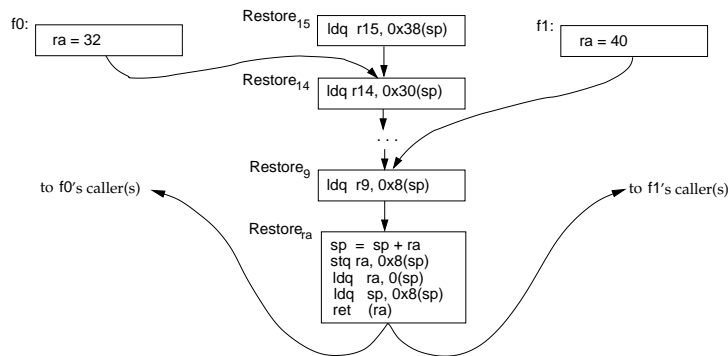 f0:
ra = 32
Restore15
ldq r15, 0x38(sp)
f1:
ra = 40
Restore14
ldq r14, 0x30(sp)
. . .
Restore9
ldq r9, 0x8(sp)
to f0's caller(s)
to f1's caller(s)
Restorera
sp = sp + ra
stq ra, 0x8(sp)
ldq ra, 0(sp)
ldq sp, 0x8(sp)
ret (ra)